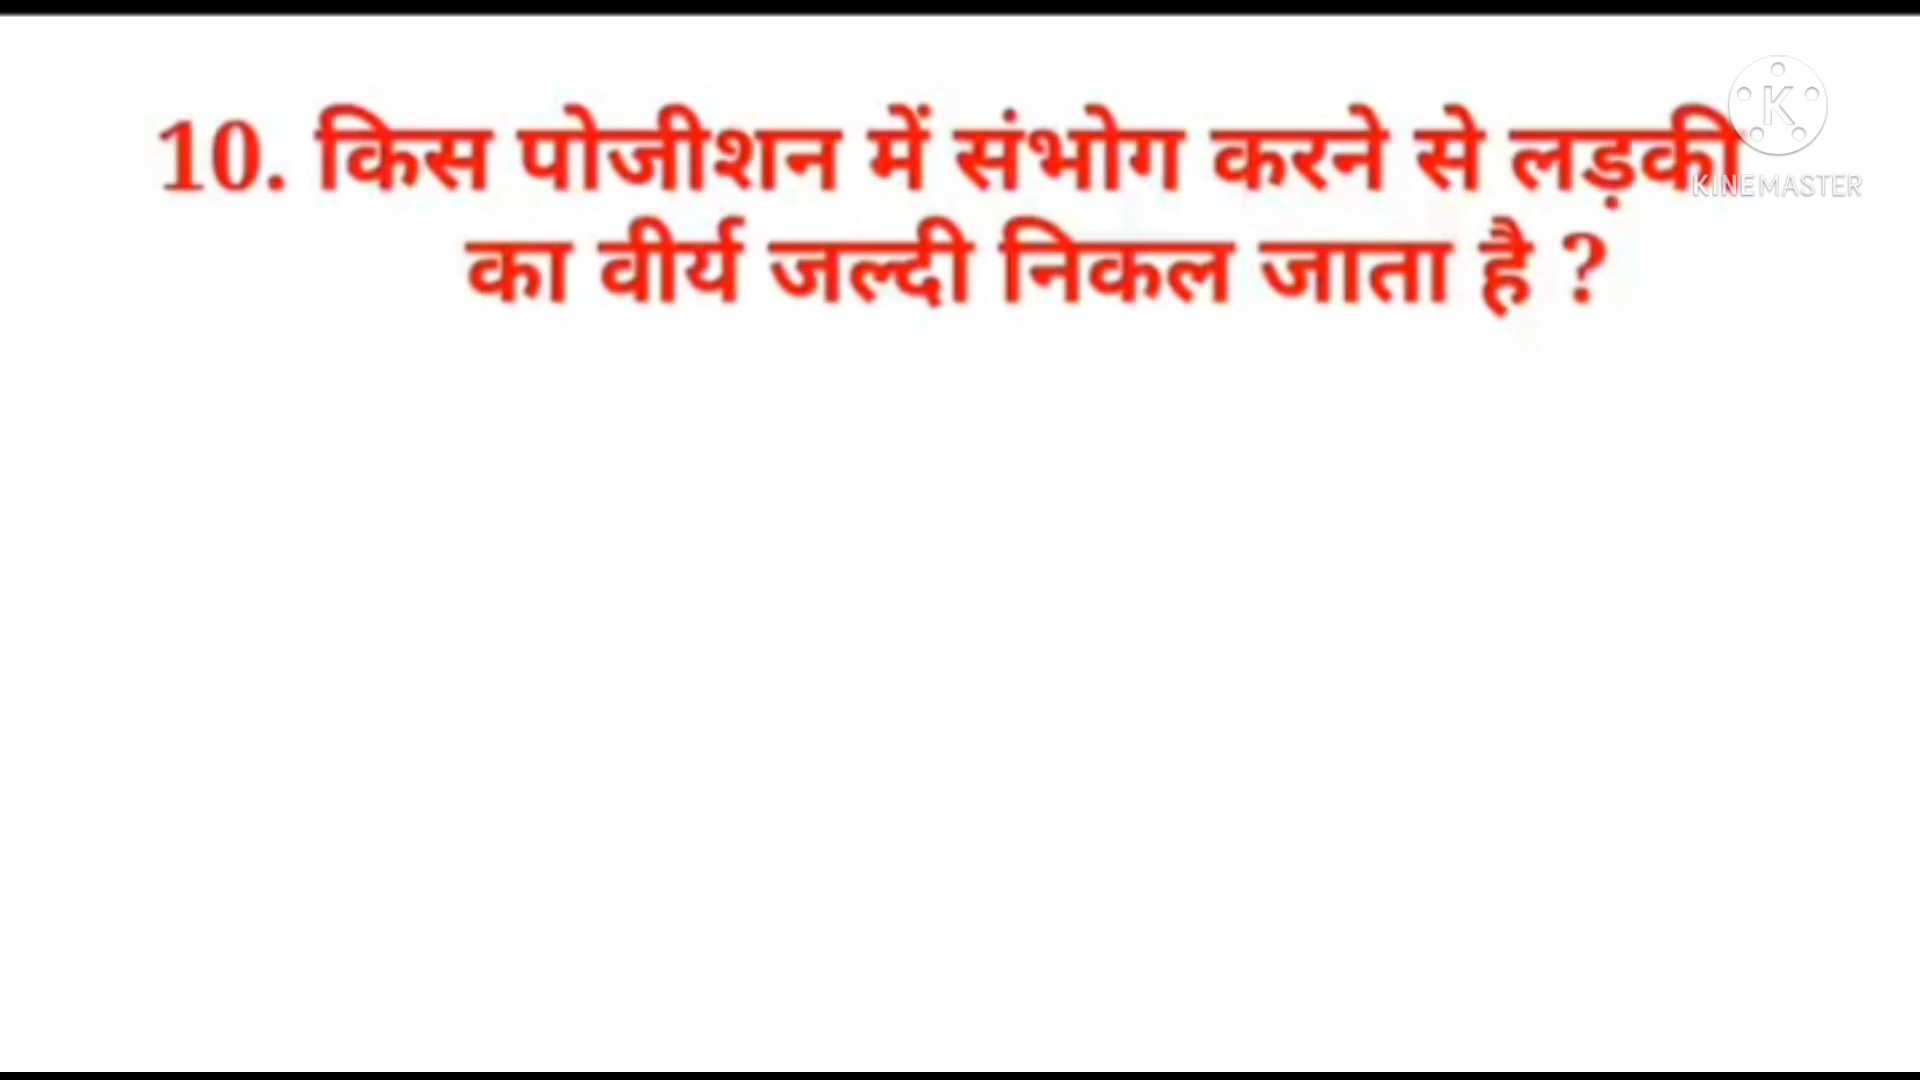 10. किस पोजीशन में संभोग करने से लड़की
का वीर्य जल्दी निकल जाता है ?
K
KINEMASTER